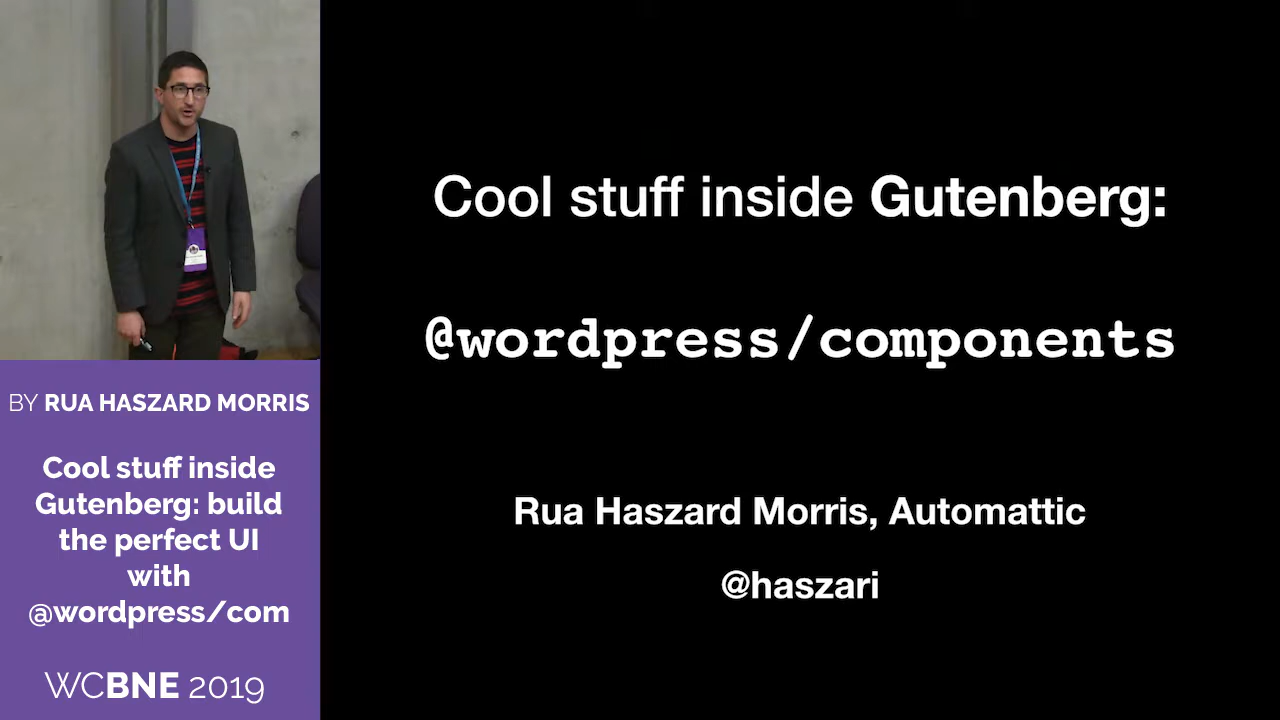 BY RUA HASZARD MORRIS
Cool stuff inside
Gutenberg: build
the perfect UI
with
@wordpress/com
WCBNE 2019
Cool stuff inside Gutenberg:
@wordpress/components
Rua Haszard Morris, Automattic
@haszari